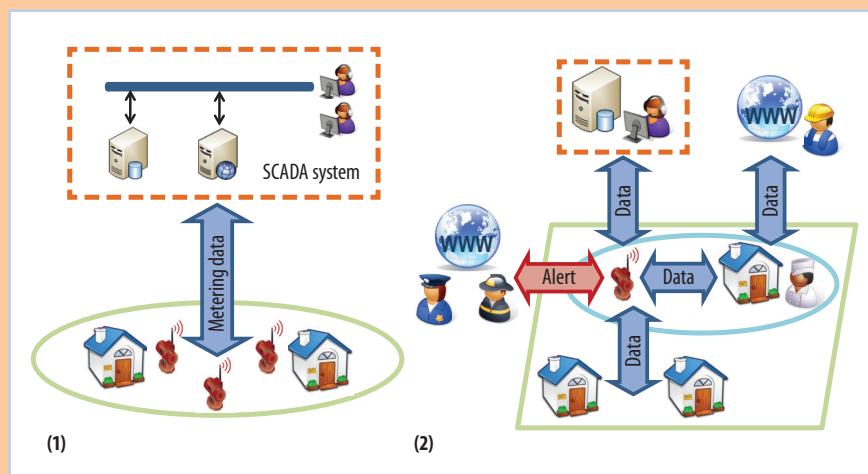 SCADA system
Metering data
(1)
WWW
Data
Data
WWW
Alert
Data
Data
(2)